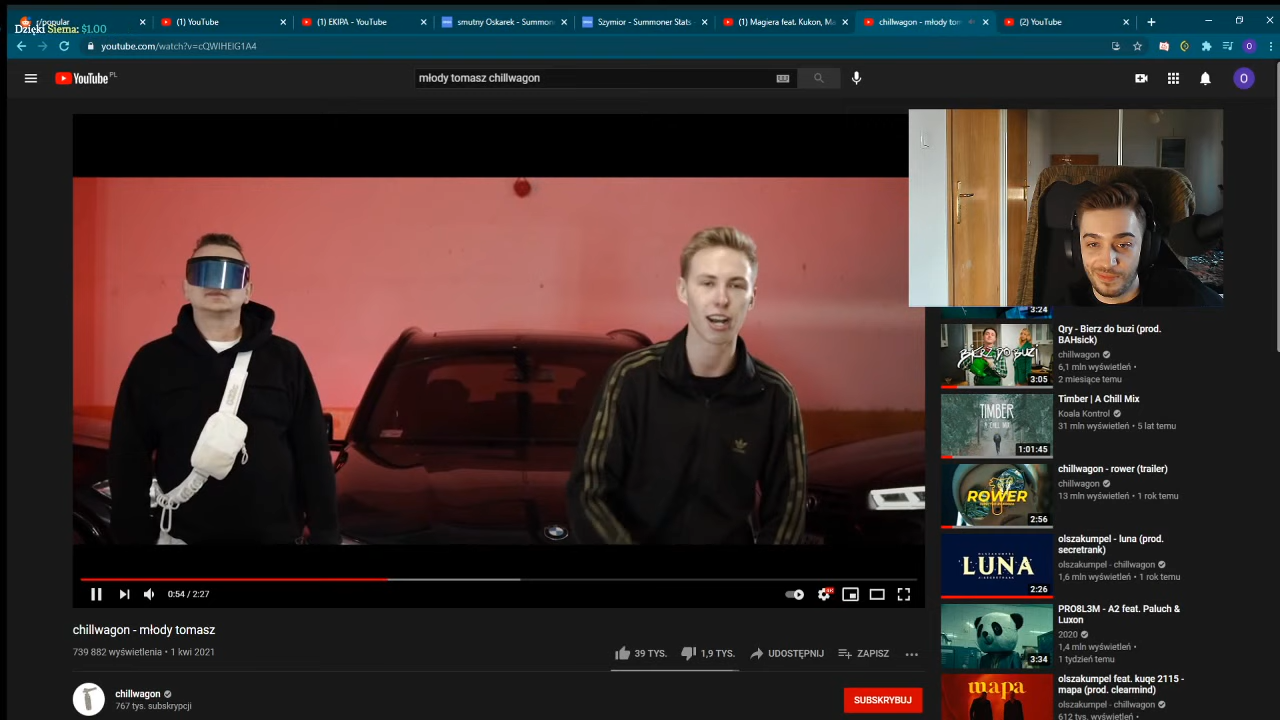 r/popular
(1) YouTube
(1) EKIPA - YouTube
smutny Oskarek - Summon
Szymior - Summoner Stats
(1) Magiera feat. Kukon, Ma
chillwagon - młody tom
(2) YouTube
Dzięki Siema: $1.00
youtube.com/watch?v=cQWIHEIG1A4
YouTube PL
młody tomasz chillwagon
O
3:24
Qry - Bierz do buzi (prod. BAHsick)
chillwagon
6,1 mln wyświetleń •
2 miesiące temu
BIERZ DO BUZI
3:05
Timber | A Chill Mix
Koala Kontrol
31 mln wyświetleń • 5 lat temu
TIMBER
A CHILL MIX
1:01:45
chillwagon - rower (trailer)
chillwagon
13 mln wyświetleń • 1 rok temu
ROWER
2:56
olszakumpel - luna (prod. secretrank)
olszakumpel - chillwagon
1,6 mln wyświetleń • 1 rok temu
LUNA
2:26
PRO8L3M - A2 feat. Paluch & Luxon
2020
1,4 mln wyświetleń •
1 tydzień temu
3:34
olszakumpel feat. kuqe 2115 - mapa (prod. clearmind)
olszakumpel - chillwagon
612 tys. wyświetleń •
mapa
0:54 / 2:27
chillwagon - młody tomasz
739 882 wyświetlenia • 1 kwi 2021
39 TYS.
1,9 TYS.
UDOSTĘPNIJ
ZAPISZ
chillwagon
767 tys. subskrypcji
SUBSKRYBUJ